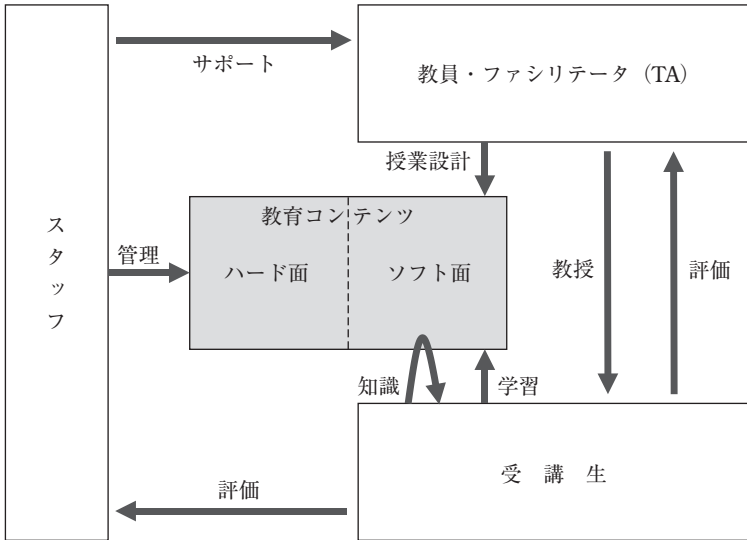 サポート
教員・ファシリテータ（TA）
授業設計
教育コンテンツ
スタッフ
管理
ハード面
ソフト面
教授
評価
知識
学習
受　講　生
評価